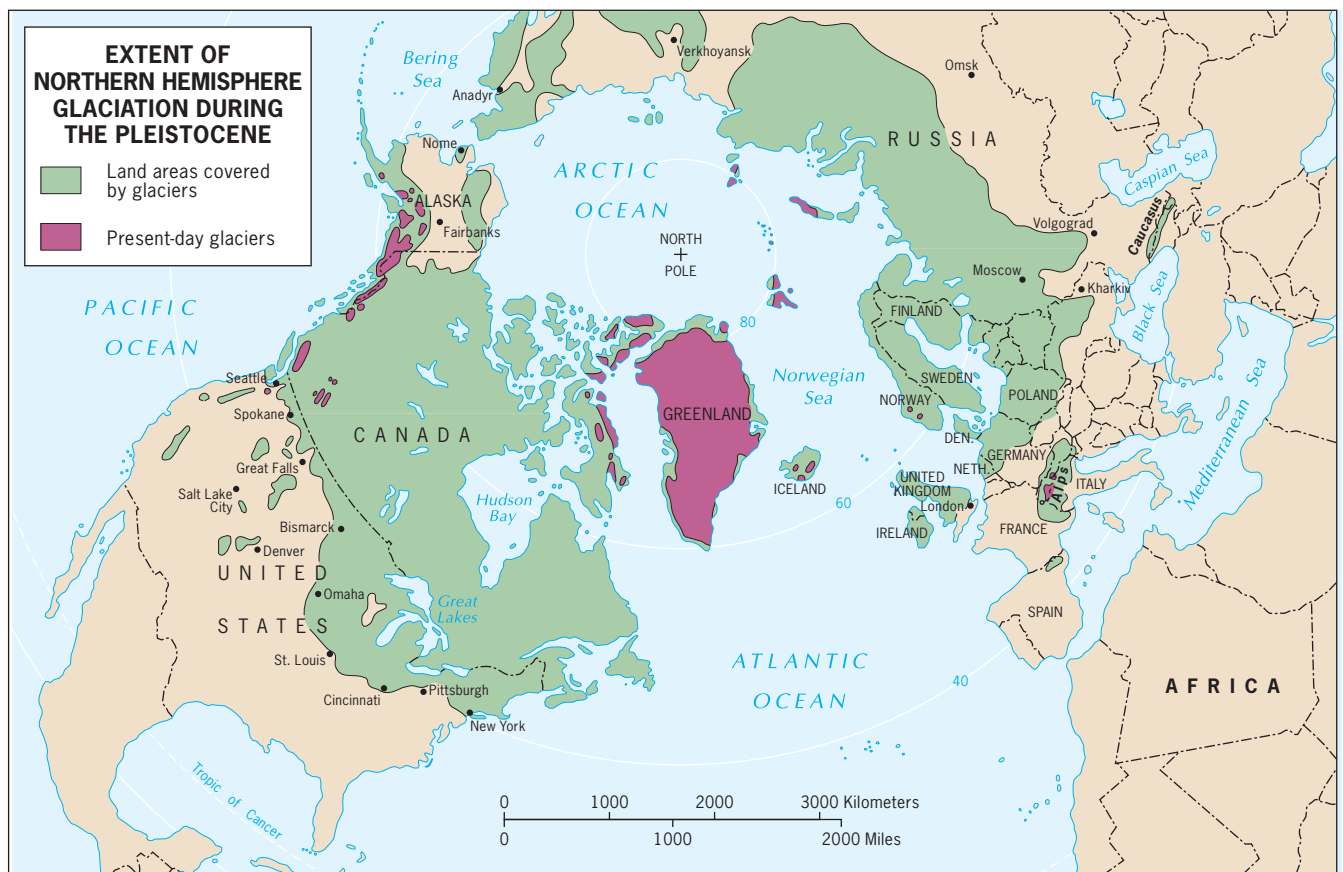 EXTENT OF
NORTHERN HEMISPHERE
GLACIATION DURING
THE PLEISTOCENE
Land areas covered
by glaciers
Present-day glaciers
Bering
Sea
Anadyr
Verkhoyansk
Omsk
RUSSIA
Nome
ALASKA
Fairbanks
ARCTIC
OCEAN
NORTH
POLE
Caspian Sea
Volgograd
Caucasus
Moscow
Kharkiv
Black Sea
PACIFIC
OCEAN
80
FINLAND
Norwegian
Sea
SWEDEN
NORWAY
POLAND
Mediterranean Sea
Seattle
Spokane
CANADA
GREENLAND
DEN.
GERMANY
NETH.
Great Falls
Salt Lake
City
Hudson
Bay
ICELAND
60
UNITED
KINGDOM
London
Alps
ITALY
Bismarck
IRELAND
FRANCE
Denver
UNITED
STATES
Omaha
Great
Lakes
SPAIN
St. Louis
Cincinnati
Pittsburgh
New York
ATLANTIC
OCEAN
40
AFRICA
Tropic of Cancer
0 1000 2000 3000 Kilometers
0 1000 2000 Miles